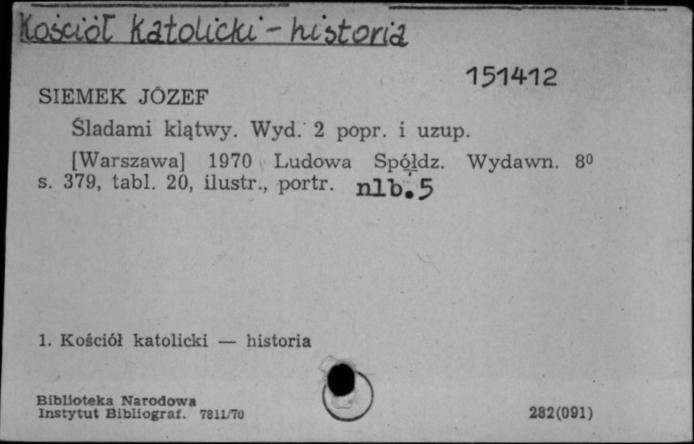 Kościół katolicki - historia
151412
SIEMEK JÓZEF
Śladami klątwy. Wyd. 2 popr. i uzup.
[Warszawa] 1970 Ludowa Spółdz. Wydawn. 8⁰
s. 379, tabl. 20, ilustr., portr. nlb. 5
1. Kościół katolicki — historia
Biblioteka Narodowa
Instytut Bibliograf. 7811/70
282(091)